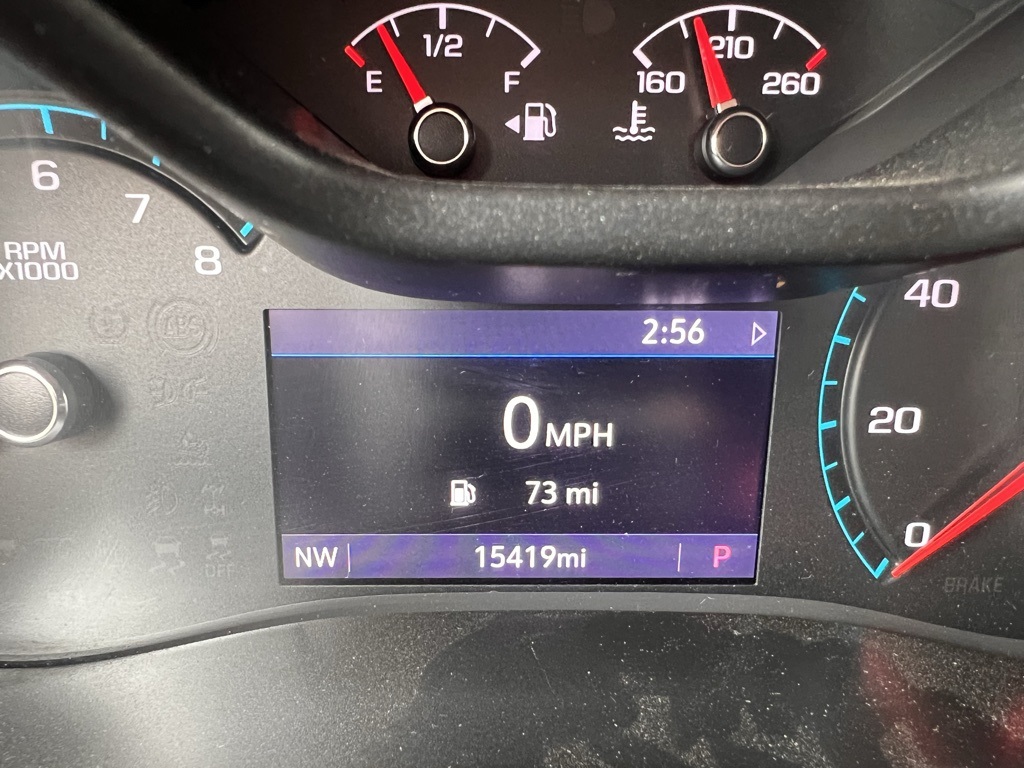 1/2
E
F
210
160
260
6
7
8
RPM
X1000
ABS
2:56
0 MPH
73 mi
NW
15419mi
P
40
20
0
BRAKE